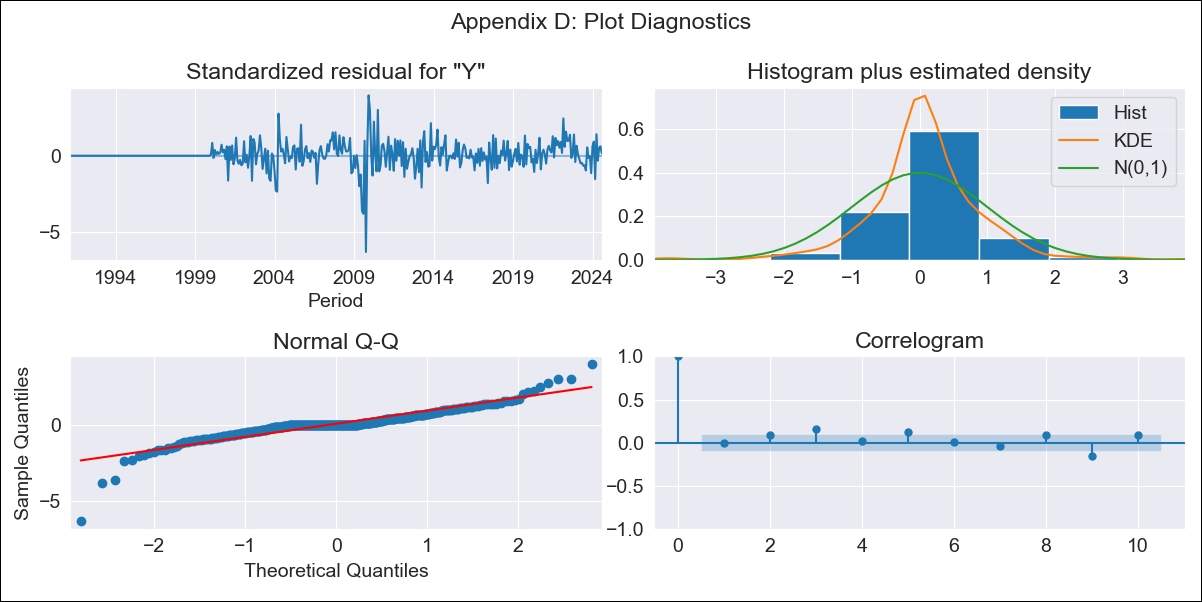 Appendix D: Plot Diagnostics
Standardized residual for "Y"
0
−5
1994 1999 2004 2009 2014 2019 2024
Period
Histogram plus estimated density
Hist
KDE
N(0,1)
0.6
0.4
0.2
0.0
−3 −2 −1 0 1 2 3
Normal Q-Q
Sample Quantiles
0
−5
−2 −1 0 1 2
Theoretical Quantiles
Correlogram
1.0
0.5
0.0
−0.5
−1.0
0 2 4 6 8 10